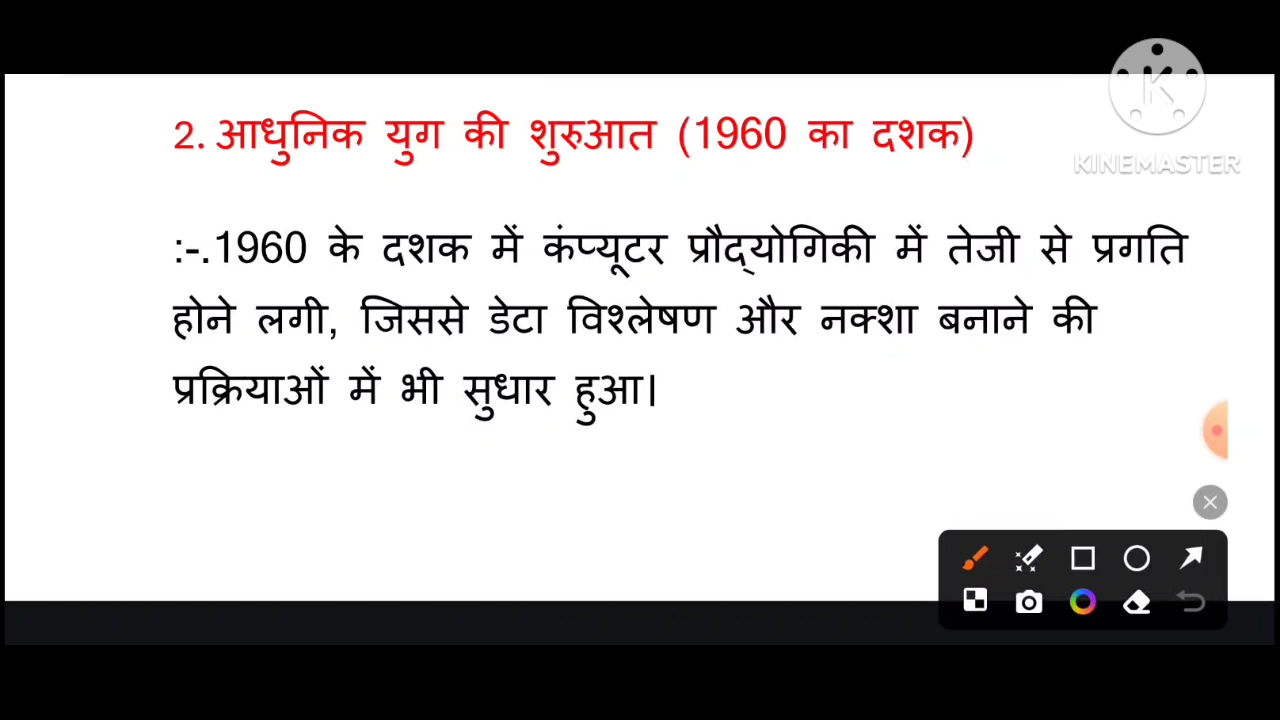 KINEMASTER
2. आधुनिक युग की शुरुआत (1960 का दशक)
:-.1960 के दशक में कंप्यूटर प्रौद्योगिकी में तेजी से प्रगति
होने लगी, जिससे डेटा विश्लेषण और नक्शा बनाने की
प्रक्रियाओं में भी सुधार हुआ।